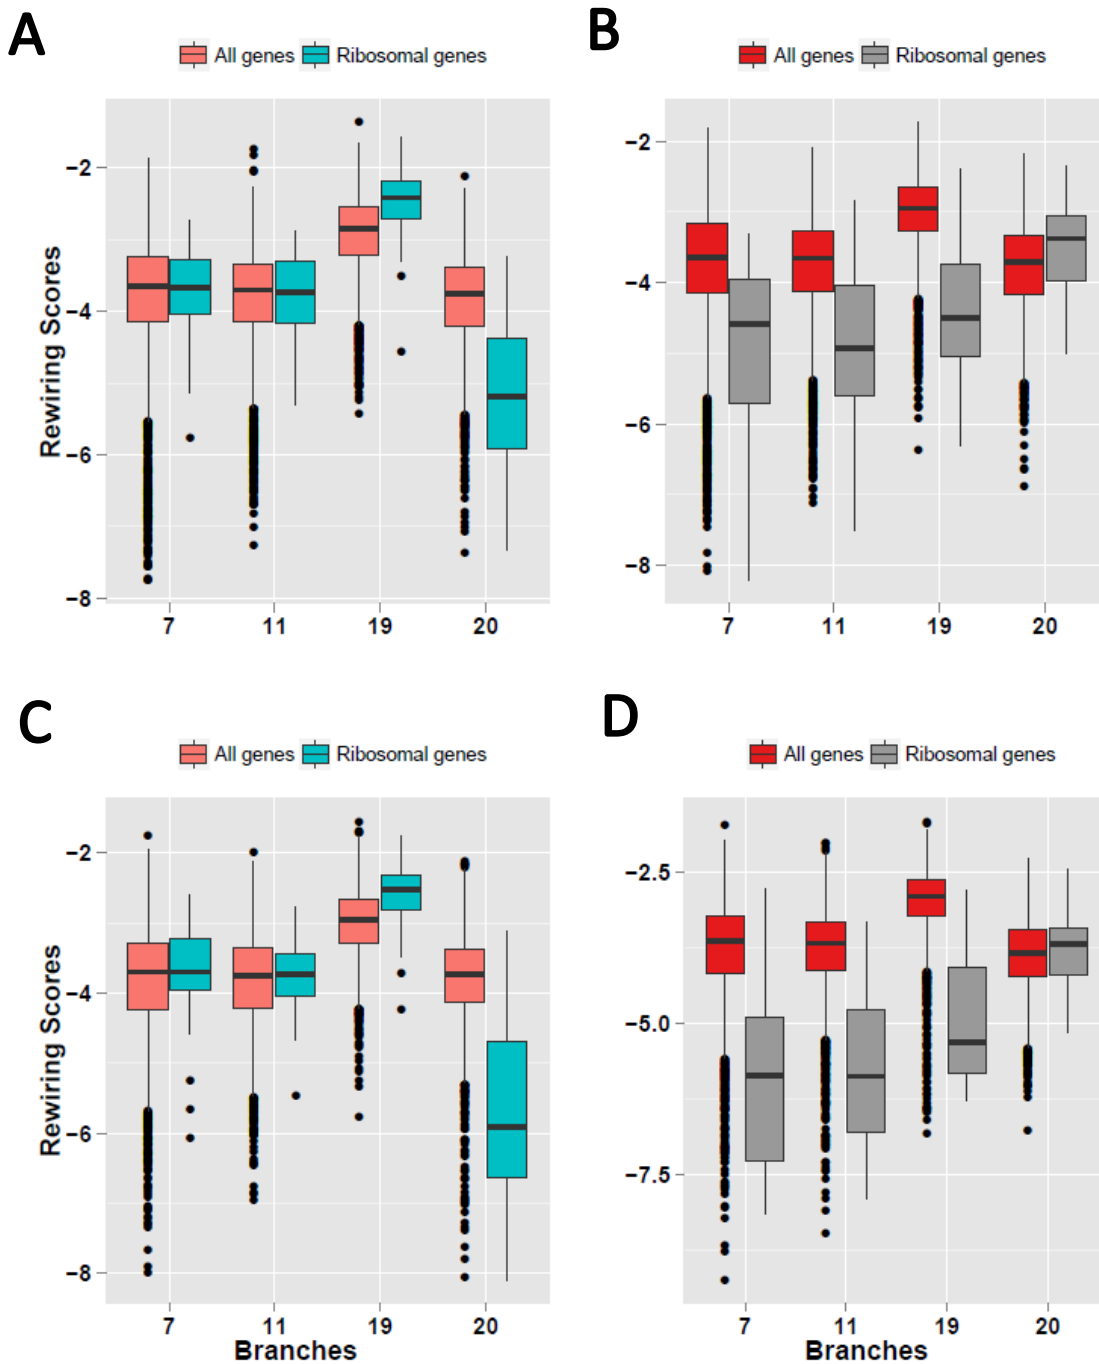 A
All genes Ribosomal genes
Rewiring Scores
−2
−4
−6
−8
7 11 19 20
Branches
B
All genes Ribosomal genes
−2
−4
−6
−8
7 11 19 20
Branches
C
All genes Ribosomal genes
Rewiring Scores
−2
−4
−6
−8
7 11 19 20
Branches
D
All genes Ribosomal genes
−2.5
−5.0
−7.5
7 11 19 20
Branches